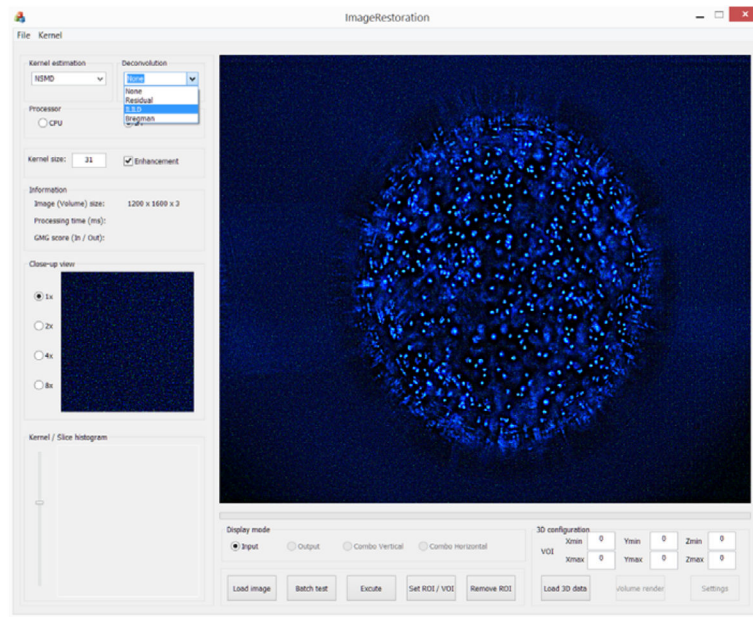 ImageRestoration
File Kernel
Kernel estimation
Deconvolution
NSMD
None
None
Residual
Bregman
Processor
CPU
Kernel size: 31
Enhancement
Information
Image (Volume) size: 1200 x 1600 x 3
Processing time (ms):
GMG score (In / Out):
Close-up view
1x
2x
4x
8x
Kernel / Slice histogram
Display mode
Input Output Combo Vertical Combo Horizontal
3D configuration
VOI
Xmin 0 Ymin 0 Zmin 0
Xmax 0 Ymax 0 Zmax 0
Load image Batch test Excute Set ROI / VOI Remove ROI Load 3D data Volume render Settings